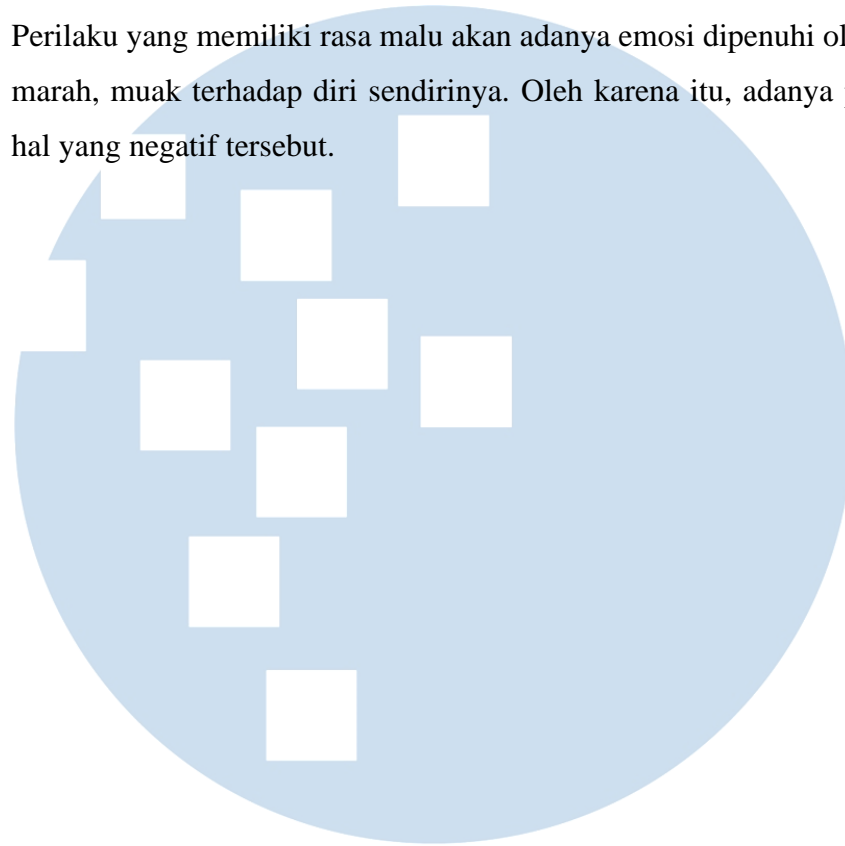 Perilaku yang memiliki rasa malu akan adanya emosi dipenuhi
marah, muak terhadap diri sendirinya. Oleh karena itu, adanya
hal yang negatif tersebut.